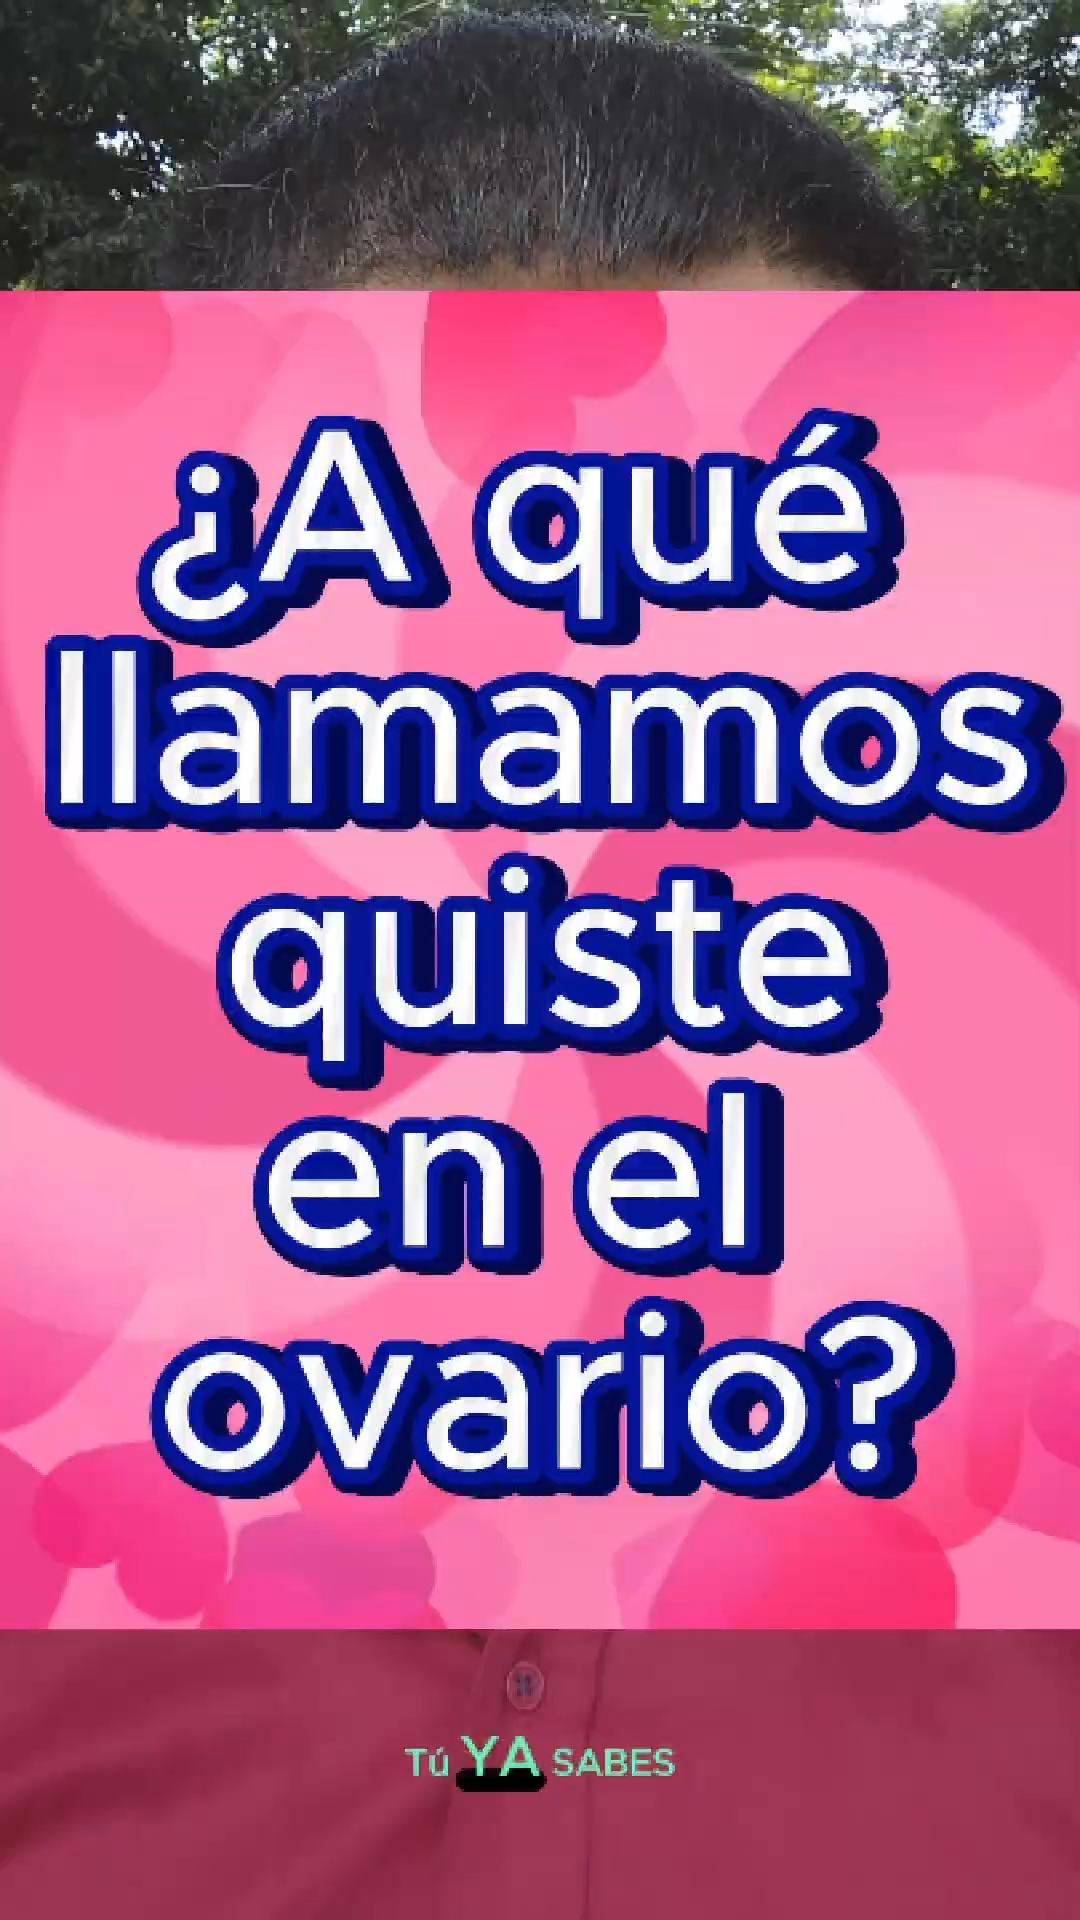 ¿A qué
llamamos
quiste
en el
ovario?
Tú YA SABES